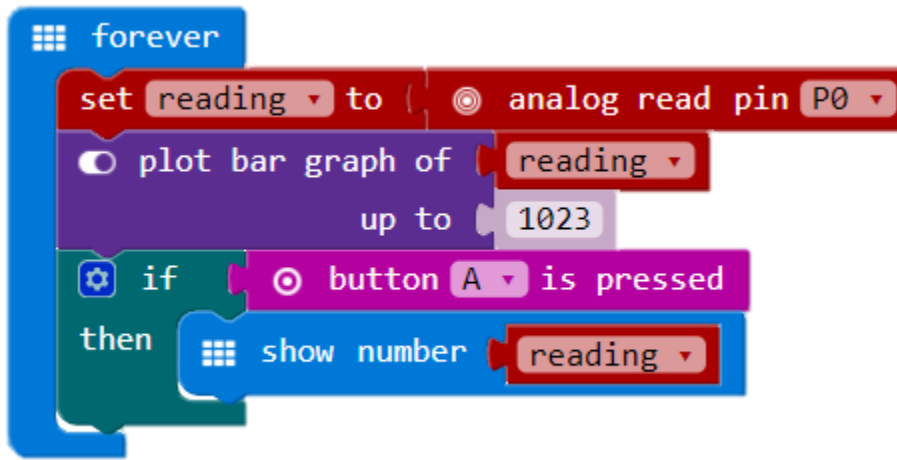 forever
set reading to analog read pin P0
plot bar graph of reading
up to 1023
if button A is pressed
then show number reading